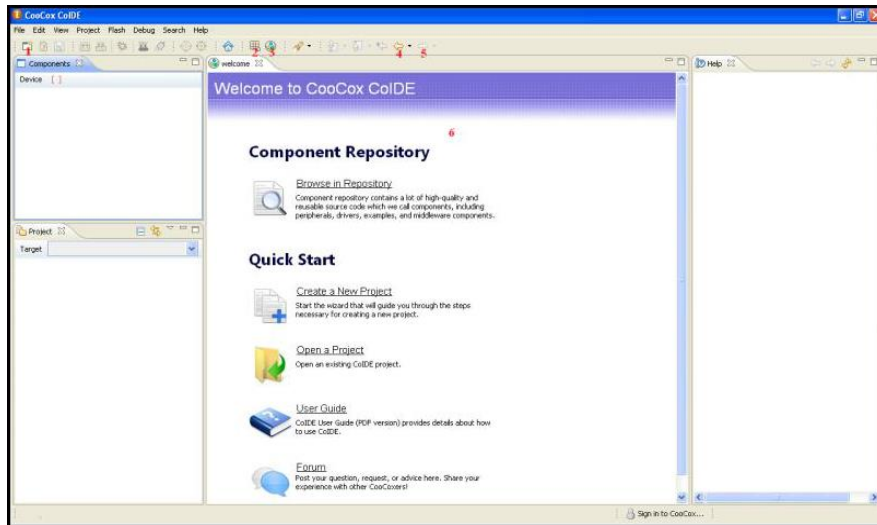 CooCox CoIDE
File Edit View Project Flash Debug Search Help
1 2 3 4 5
Components
welcome
Help
Device [ ]
Welcome to CooCox CoIDE
6
Component Repository
Browse in Repository
Component repository contains a lot of high-quality and
reusable source code which we call components, including
peripherals, drivers, examples, and middleware components.
Project
Target
Quick Start
Create a New Project
Start the wizard that will guide you through the steps
necessary for creating a new project.
Open a Project
Open an existing CoIDE project.
User Guide
CoIDE User Guide (PDF version) provides details about how
to use CoIDE.
Forum
Post your question, request, or advice here. Share your
experience with other CooCoxers!
Sign in to CooCox...